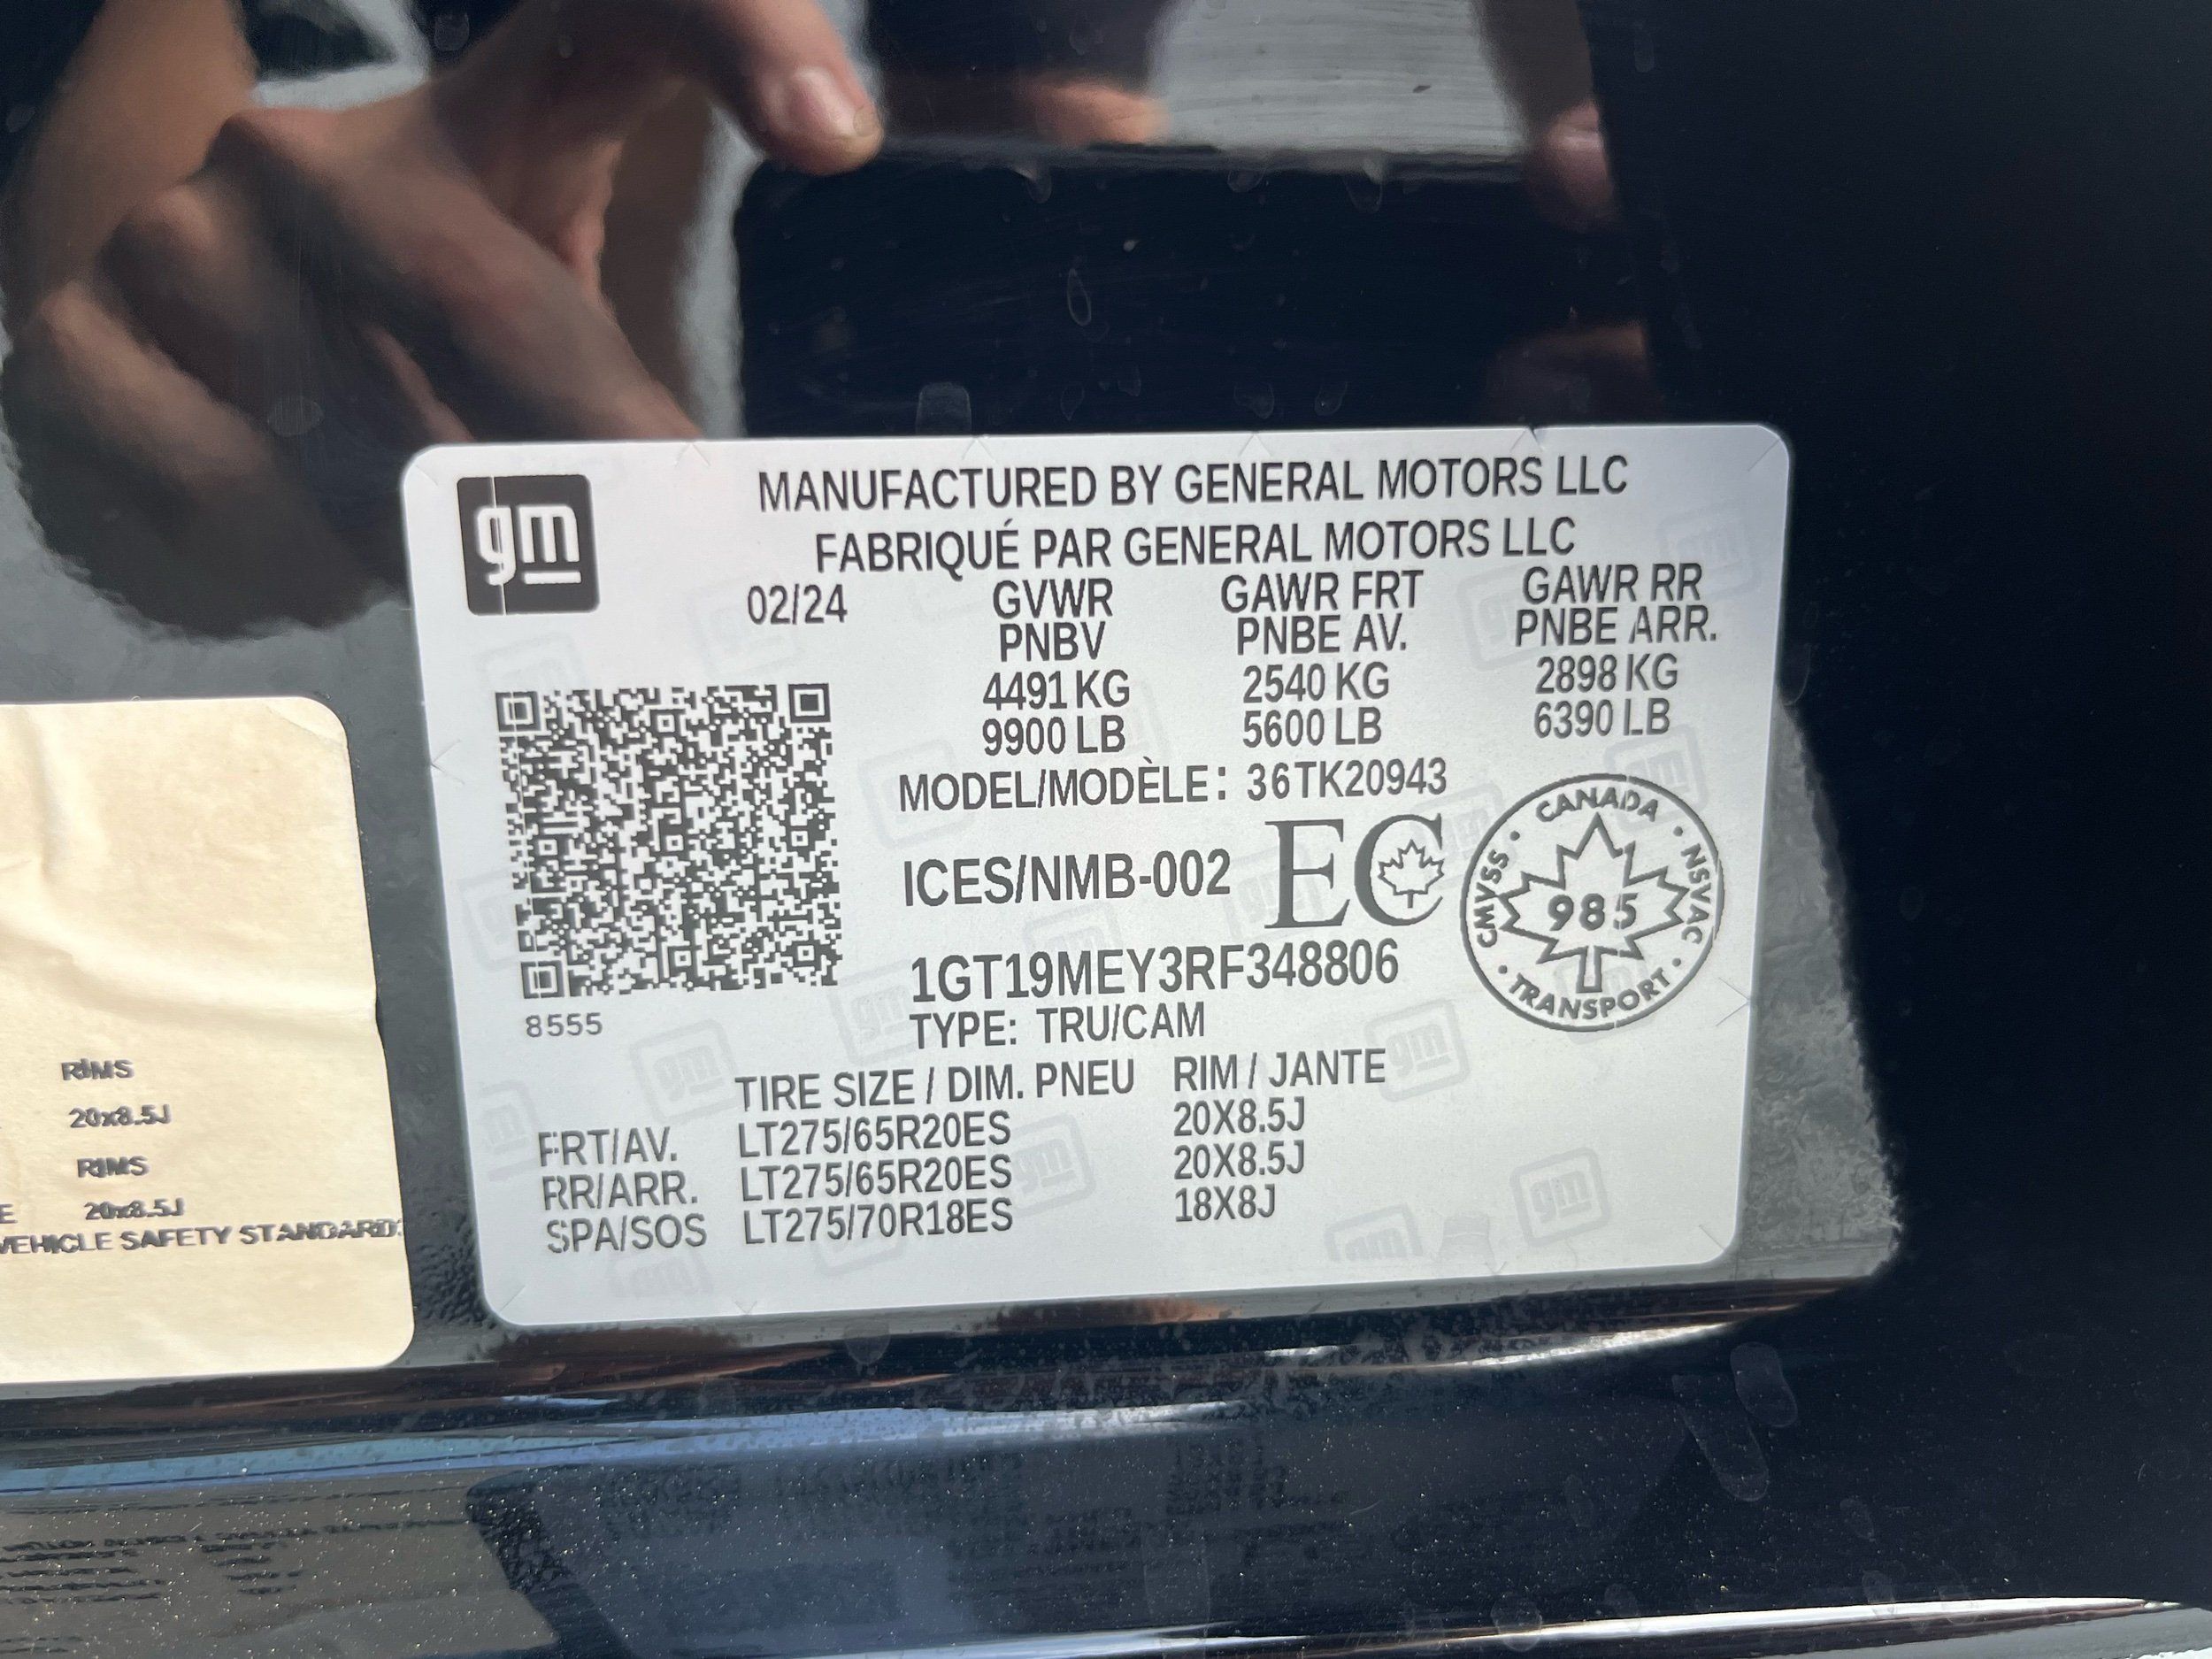 gm
MANUFACTURED BY GENERAL MOTORS LLC
FABRIQUÉ PAR GENERAL MOTORS LLC
02/24 GVWR GAWR FRT GAWR RR
PNBV PNBE AV. PNBE ARR.
4491 KG 2540 KG 2898 KG
9900 LB 5600 LB 6390 LB
MODEL/MODÈLE: 36TK20943
ICES/NMB-002 EC
CANADA
CMVSS 985 NSVAC
TRANSPORT
1GT19MEY3RF348806
8555
TYPE: TRU/CAM
TIRE SIZE / DIM. PNEU RIM / JANTE
FRT/AV. LT275/65R20ES 20X8.5J
RR/ARR. LT275/65R20ES 20X8.5J
SPA/SOS LT275/70R18ES 18X8J
RIMS
20x8.5J
RIMS
E 20x8.5J
VEHICLE SAFETY STANDARD